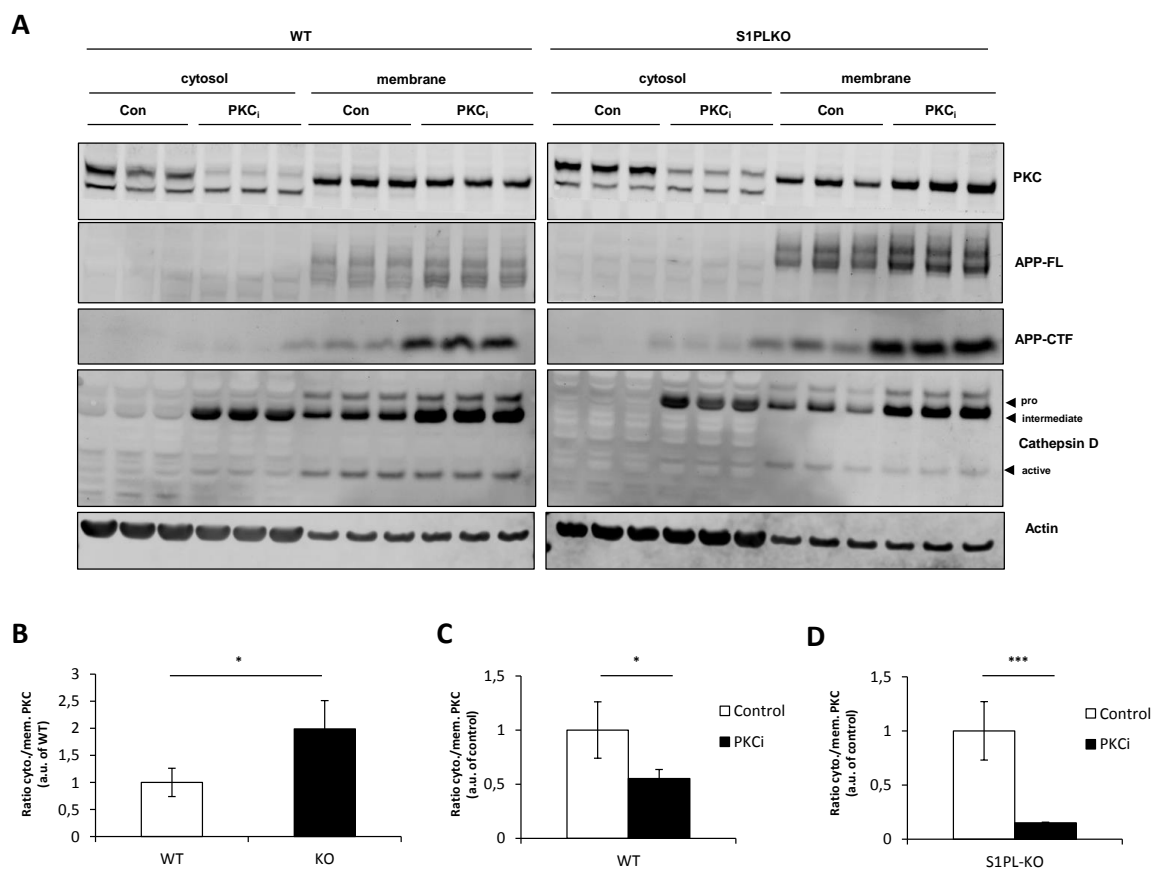 A
WT S1PLKO
cytosol membrane cytosol membrane
Con PKCi Con PKCi Con PKCi Con PKCi
PKC
APP-FL
APP-CTF
pro
intermediate
Cathepsin D
active
Actin
B
*
Ratio cyto./mem. PKC
(a.u. of WT)
3
2,5
2
1,5
1
0,5
0
WT KO
C
*
Ratio cyto./mem. PKC
(a.u. of control)
1,5
1
0,5
0
Control
PKCi
WT
D
***
Ratio cyto./mem. PKC
(a.u. of control)
1,5
1
0,5
0
Control
PKCi
S1PL-KO